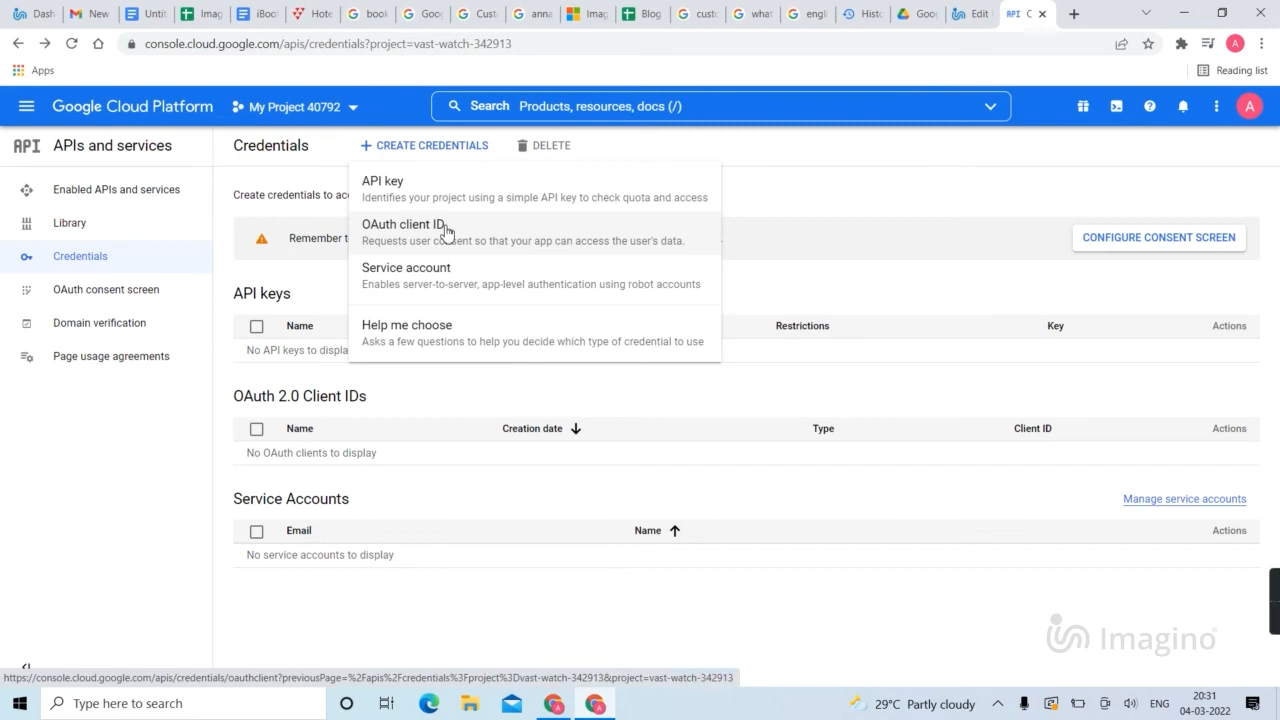 Dash
New
Untit
Imag
iBoc
Hote
book
Goo
Cust
anna
Imag
Blog
cust
what
engl
Histo
Goo
Edit
API C
console.cloud.google.com/apis/credentials?project=vast-watch-342913
A
Apps
Reading list
Google Cloud Platform
My Project 40792
Search Products, resources, docs (/)
A
API APIs and services
Credentials
CREATE CREDENTIALS
DELETE
Enabled APIs and services
Library
Credentials
OAuth consent screen
Domain verification
Page usage agreements
Create credentials to acc
API key
Identifies your project using a simple API key to check quota and access
OAuth client ID
Requests user consent so that your app can access the user's data.
Service account
Enables server-to-server, app-level authentication using robot accounts
Help me choose
Asks a few questions to help you decide which type of credential to use
Remember t
CONFIGURE CONSENT SCREEN
API keys
Name
Restrictions
Key
Actions
No API keys to displa
OAuth 2.0 Client IDs
Name
Creation date
Type
Client ID
Actions
No OAuth clients to display
Service Accounts
Manage service accounts
Email
Name
Actions
No service accounts to display
Imagino
https://console.cloud.google.com/apis/credentials/oauthclient?previousPage=%2Fapis%2Fcredentials%3Fproject%3Dvast-watch-342913&project=vast-watch-342913
Type here to search
29°C Partly cloudy
ENG
20:31
04-03-2022